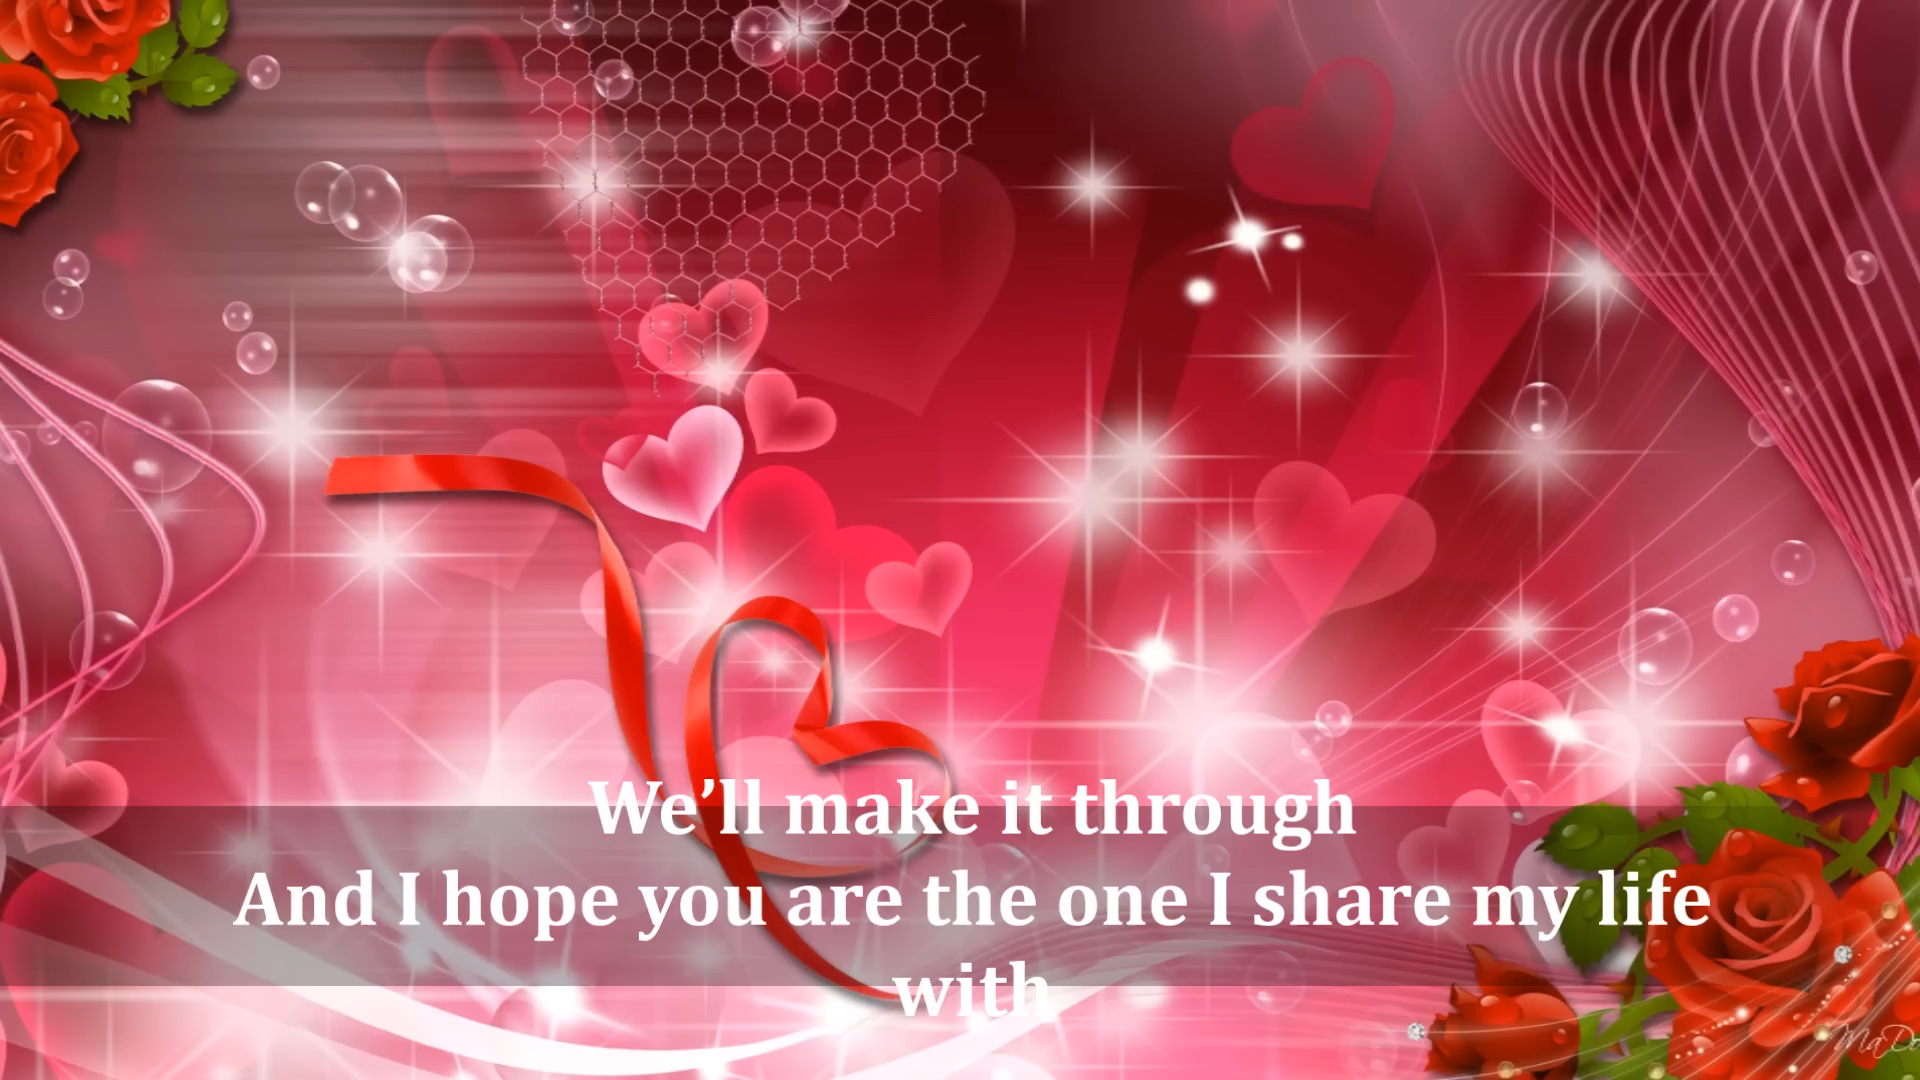 We’ll make it through
And I hope you are the one I share my life
with